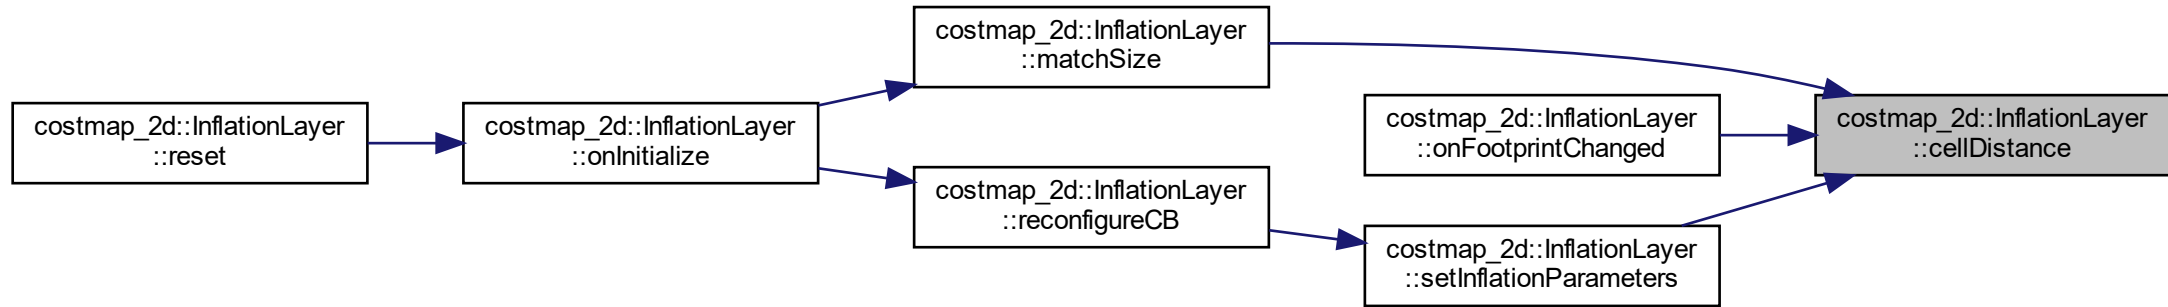 costmap_2d::InflationLayer
::reset
costmap_2d::InflationLayer
::onInitialize
costmap_2d::InflationLayer
::matchSize
costmap_2d::InflationLayer
::reconfigureCB
costmap_2d::InflationLayer
::onFootprintChanged
costmap_2d::InflationLayer
::setInflationParameters
costmap_2d::InflationLayer
::cellDistance